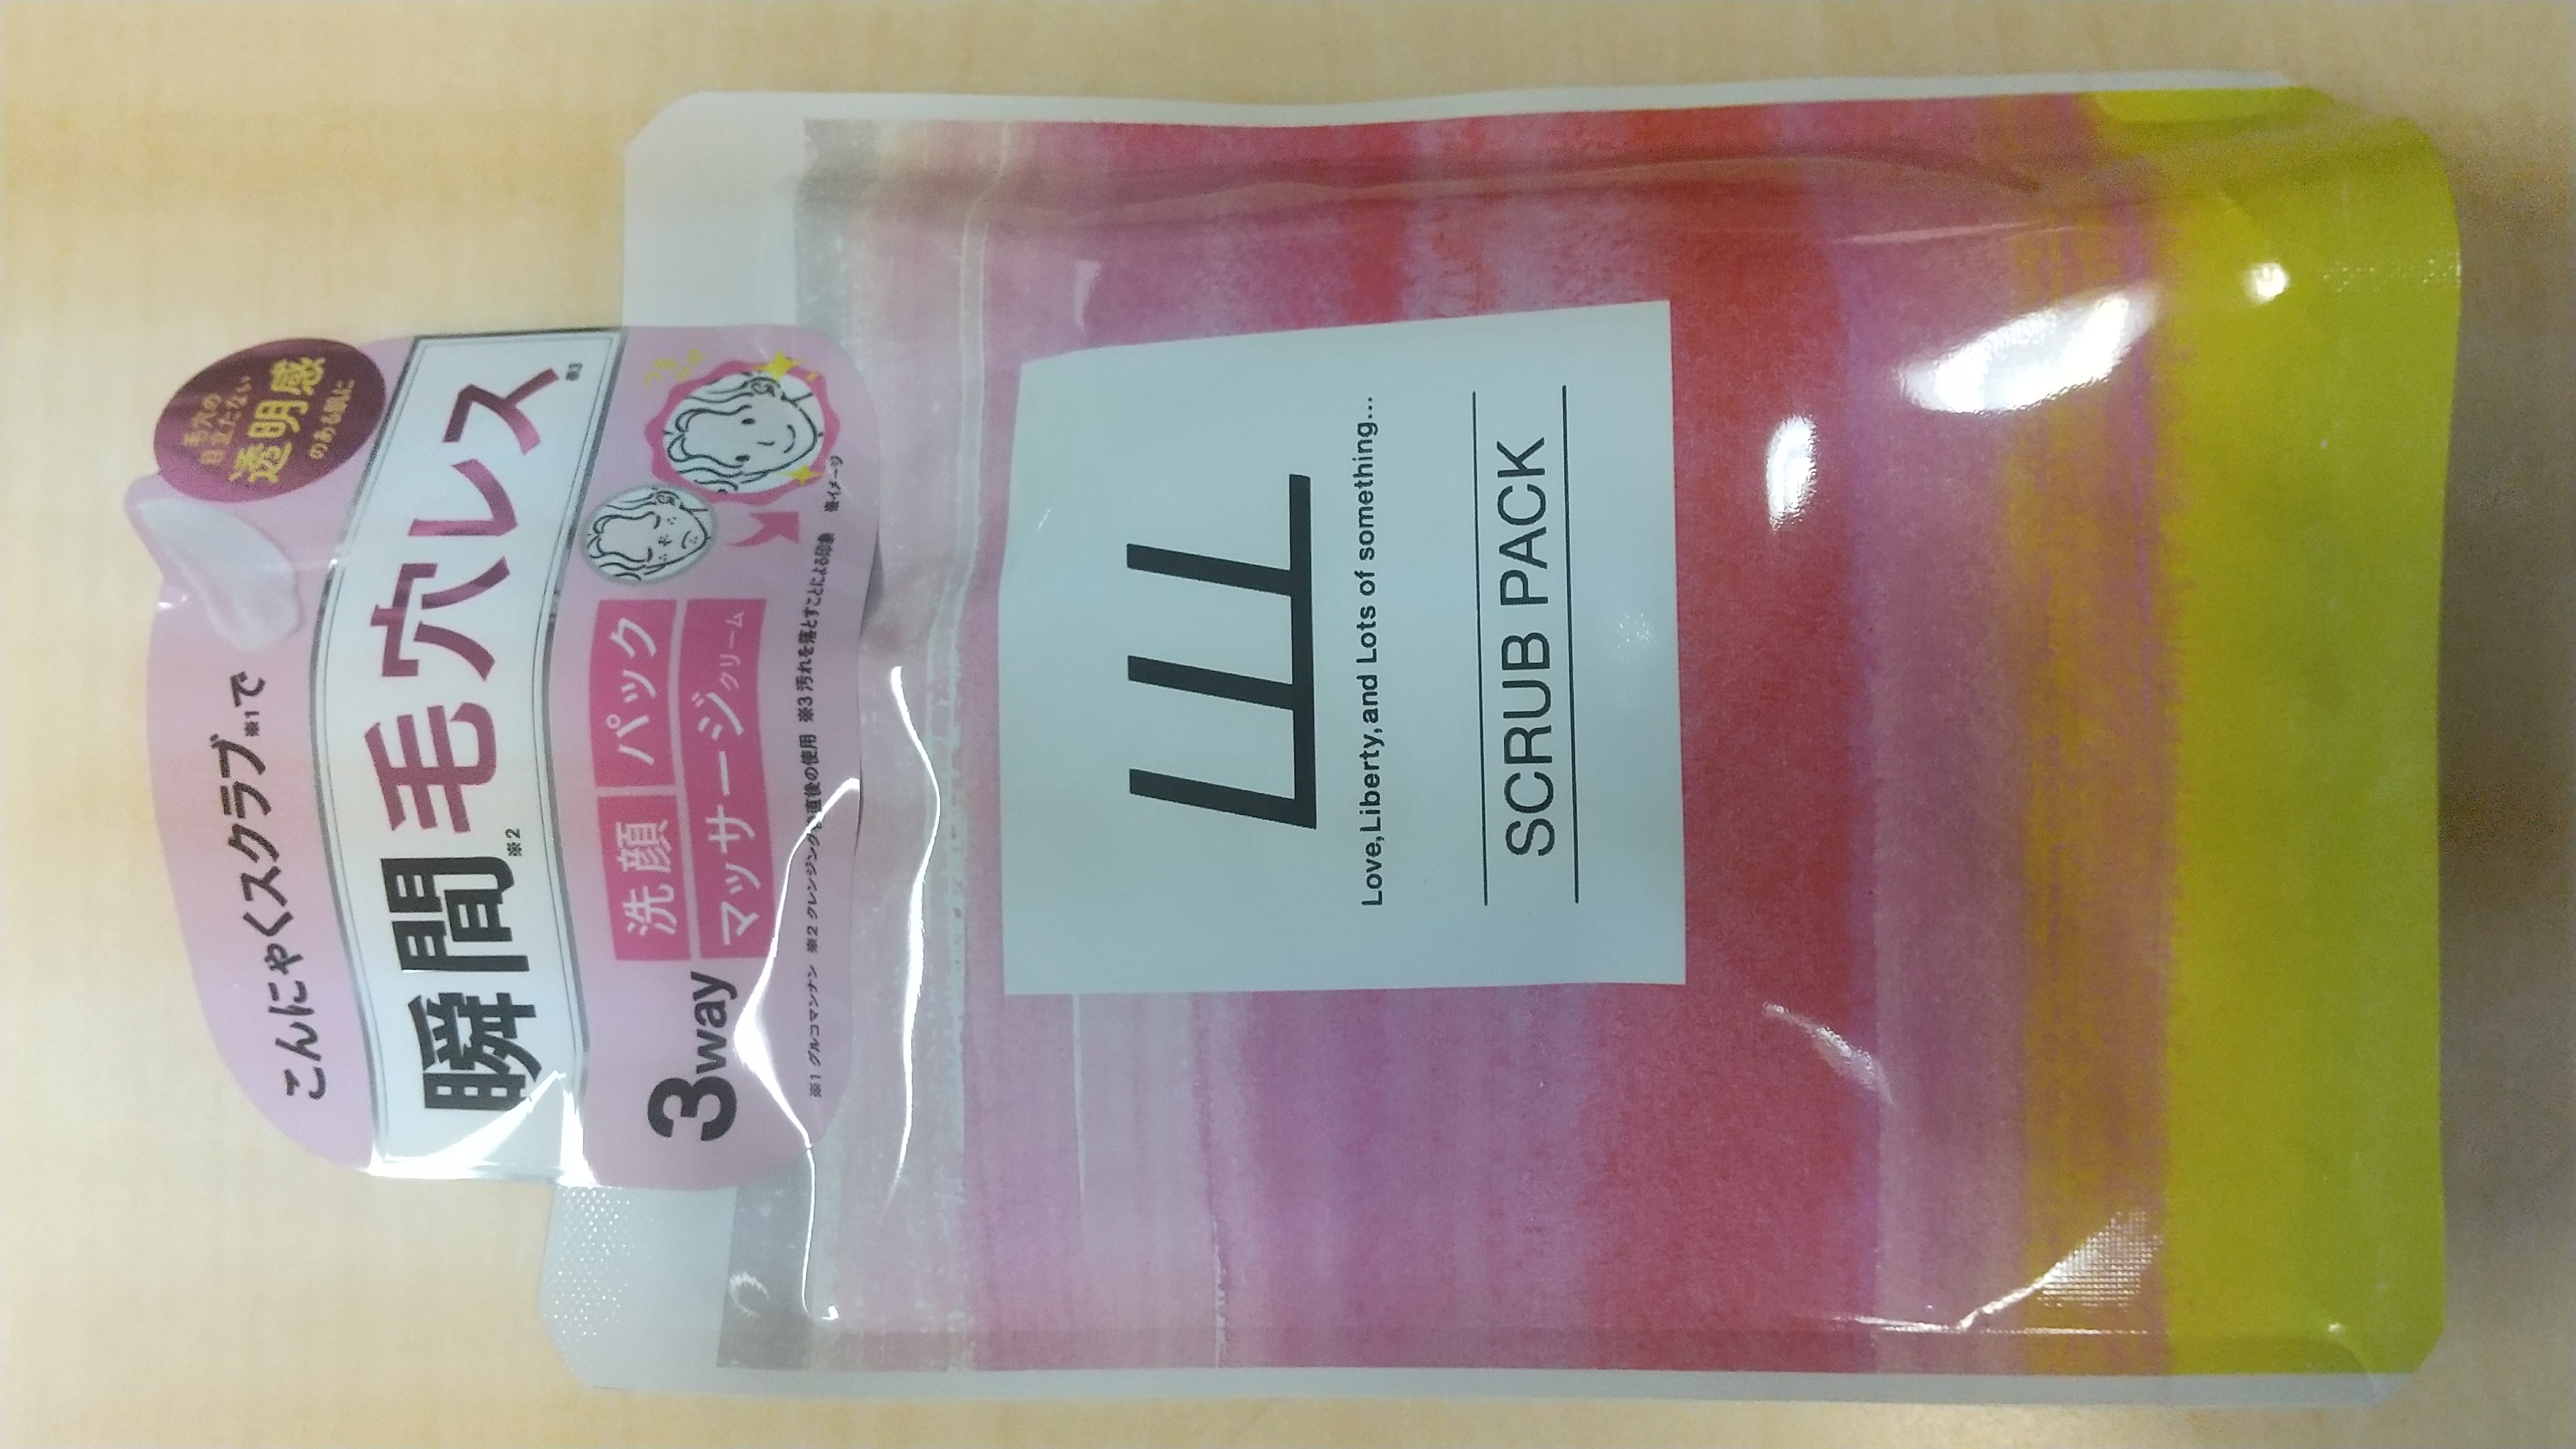 毛穴の
目立たない
透明感
のある肌に
こんにゃくスクラブ※1で
瞬間※2毛穴レス※3
3way
洗顔 パック
マッサージクリーム
※イメージ
※1 グルコマンナン ※2 クレンジング直後の使用 ※3 汚れを落とすことによる印象
LLL
Love,Liberty,and Lots of something...
SCRUB PACK